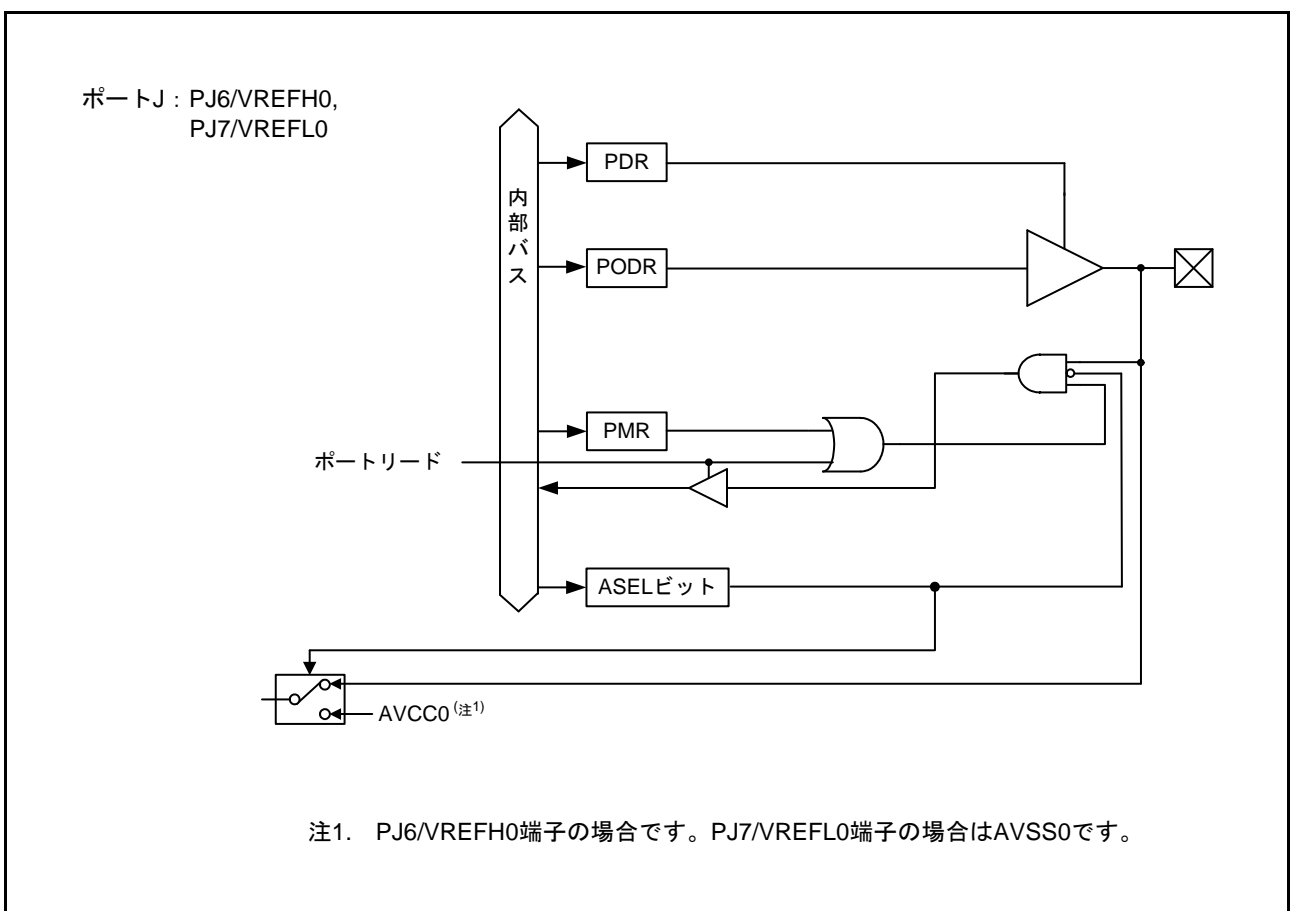 ポートJ：PJ6/VREFH0,
PJ7/VREFL0
内部バス
PDR
PODR
PMR
ポートリード
ASELビット
AVCC0 (注1)
注1. PJ6/VREFH0端子の場合です。PJ7/VREFL0端子の場合はAVSS0です。